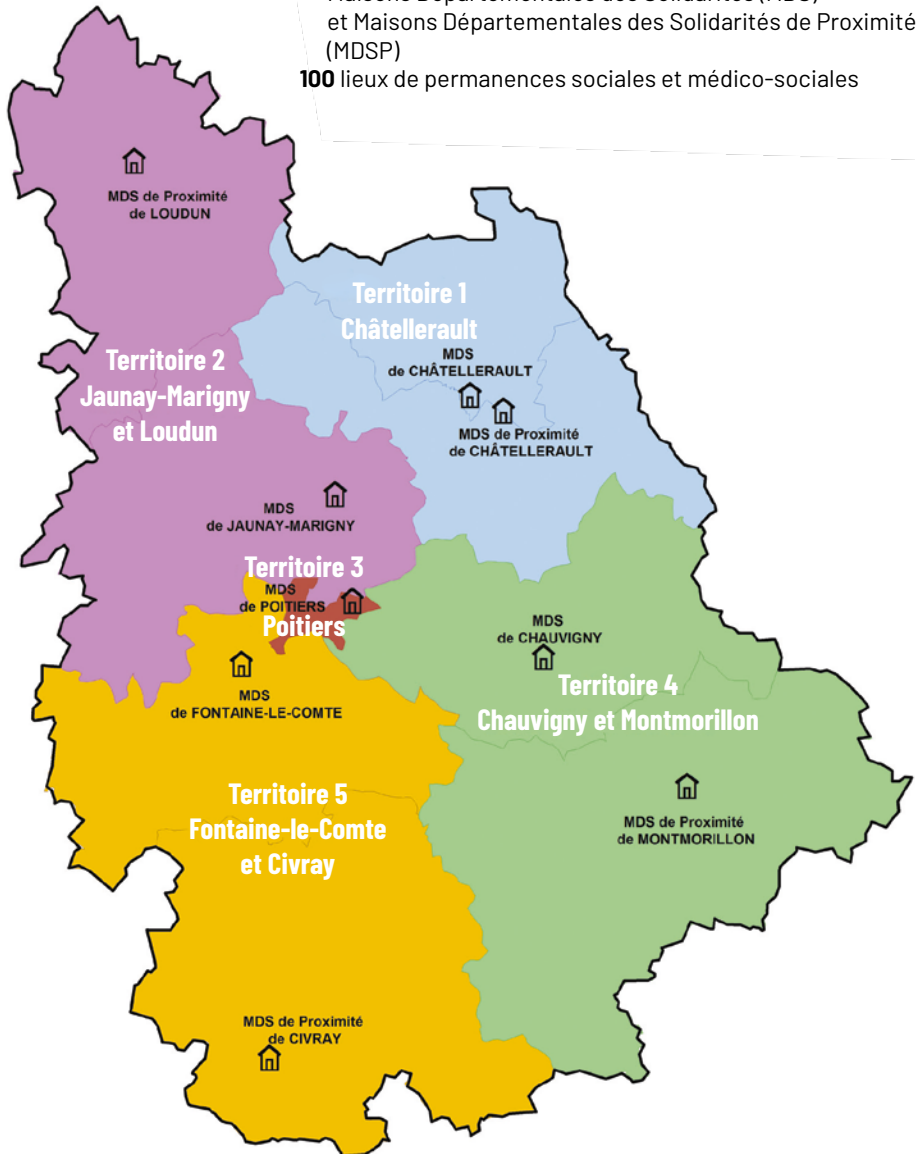 et Maisons Départementales des Solidarités de Proximité
(MDSP)
100 lieux de permanences sociales et médico-sociales
MDS de Proximité
de LOUDUN
Territoire 1
Châtellerault
MDS
de CHÂTELLERAULT
MDS de Proximité
de CHÂTELLERAULT
Territoire 2
Jaunay-Marigny
et Loudun
MDS
de JAUNAY-MARIGNY
Territoire 3
MDS
de POITIERS
Poitiers
MDS
de FONTAINE-LE-COMTE
MDS
de CHAUVIGNY
Territoire 4
Chauvigny et Montmorillon
MDS de Proximité
de MONTMORILLON
Territoire 5
Fontaine-le-Comte
et Civray
MDS de Proximité
de CIVRAY